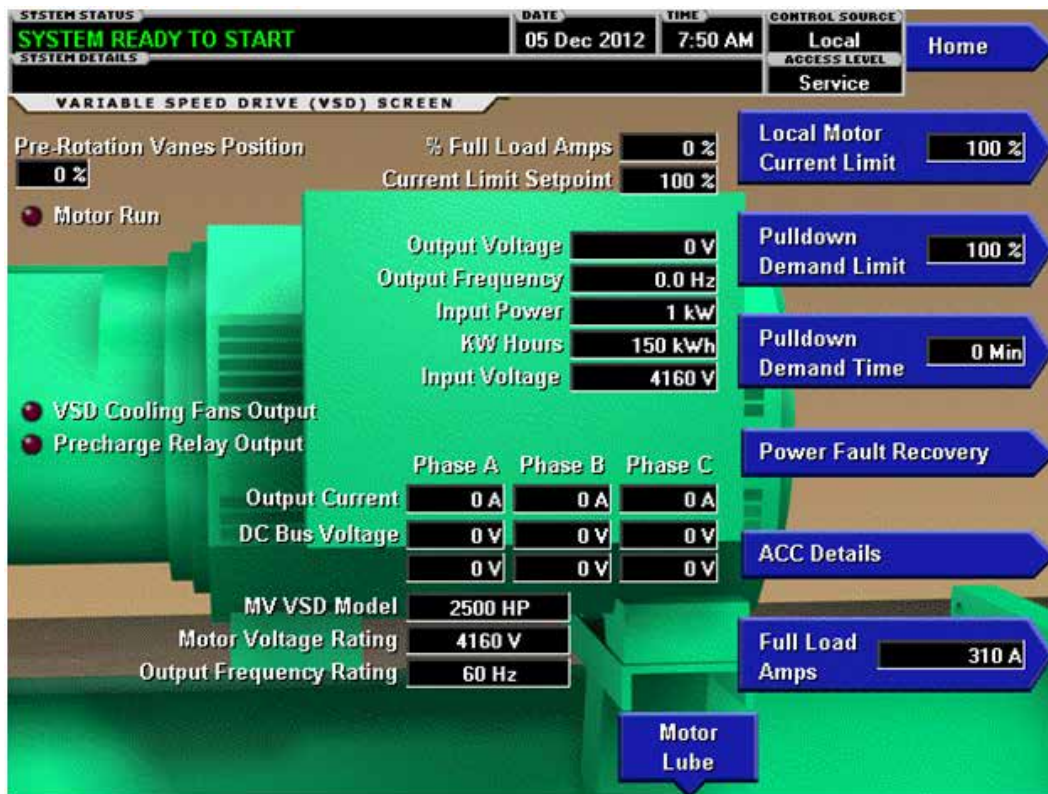 SYSTEM STATUS
SYSTEM READY TO START
DATE
05 Dec 2012
TIME
7:50 AM
CONTROL SOURCE
Local
SYSTEM DETAILS
ACCESS LEVEL
Service
Home
VARIABLE SPEED DRIVE (VSD) SCREEN
Pre-Rotation Vanes Position
0 %
Motor Run
% Full Load Amps 0 %
Current Limit Setpoint 100 %
Output Voltage 0 V
Output Frequency 0.0 Hz
Input Power 1 kW
KW Hours 150 kWh
Input Voltage 4160 V
VSD Cooling Fans Output
Precharge Relay Output
Phase A Phase B Phase C
Output Current 0 A 0 A 0 A
DC Bus Voltage 0 V 0 V 0 V
0 V 0 V 0 V
MV VSD Model 2500 HP
Motor Voltage Rating 4160 V
Output Frequency Rating 60 Hz
Local Motor
Current Limit 100 %
Pulldown
Demand Limit 100 %
Pulldown
Demand Time 0 Min
Power Fault Recovery
ACC Details
Full Load
Amps 310 A
Motor
Lube